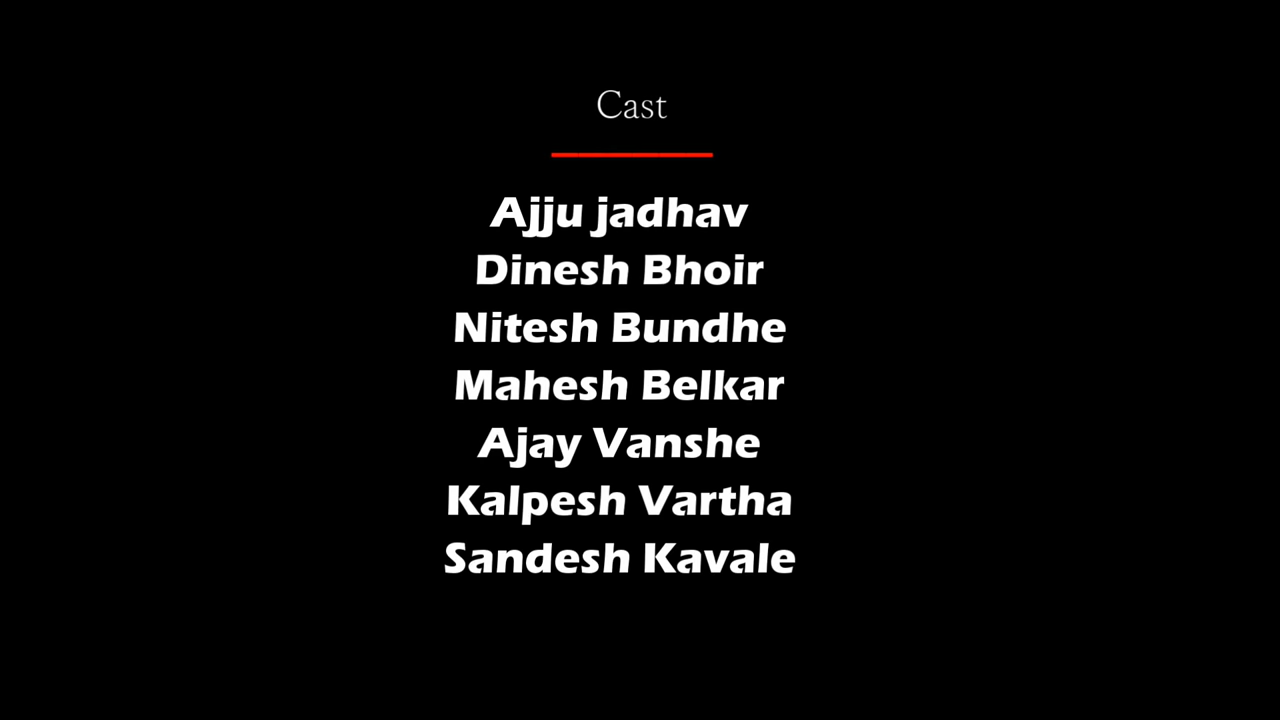 Cast
Ajju jadhav
Dinesh Bhoir
Nitesh Bundhe
Mahesh Belkar
Ajay Vanshe
Kalpesh Vartha
Sandesh Kavale